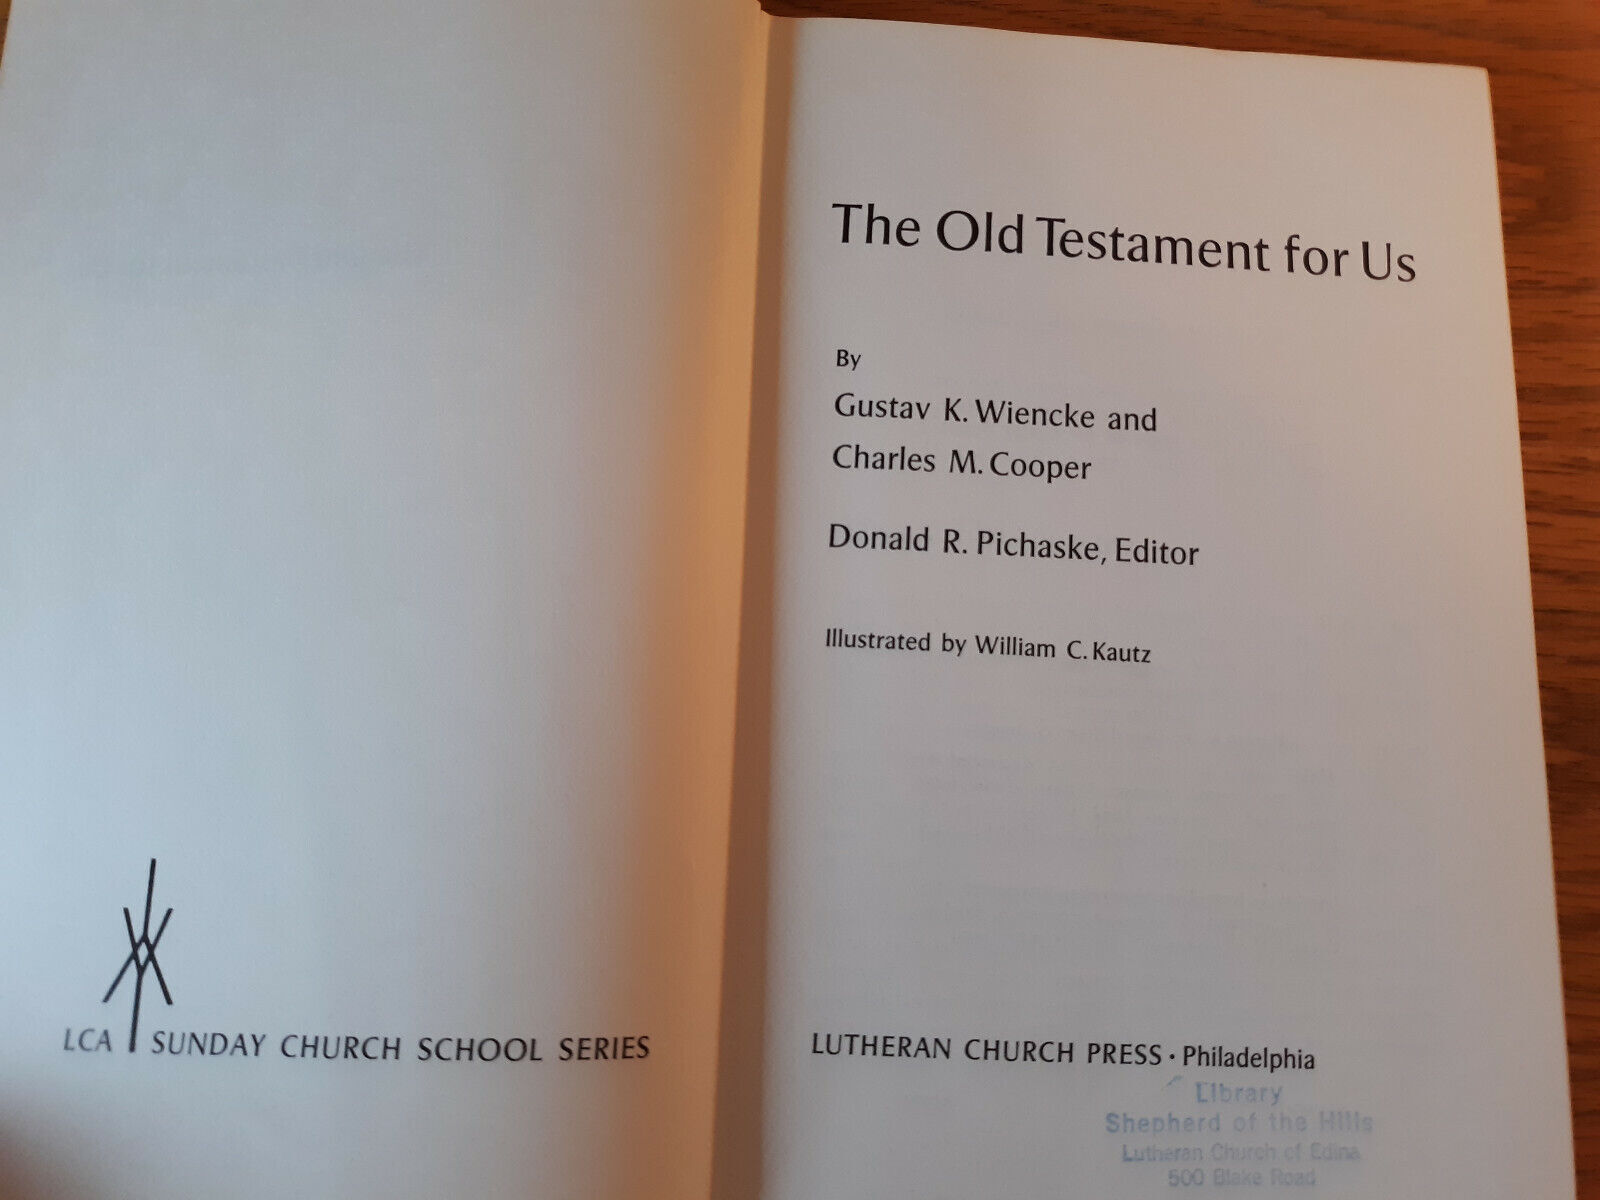 LCA SUNDAY CHURCH SCHOOL SERIES
The Old Testament for Us
By
Gustav K. Wiencke and
Charles M. Cooper
Donald R. Pichaske, Editor
Illustrated by William C. Kautz
LUTHERAN CHURCH PRESS • Philadelphia
Library
Shepherd of the Hills
Lutheran Church of Edina
500 Blake Road